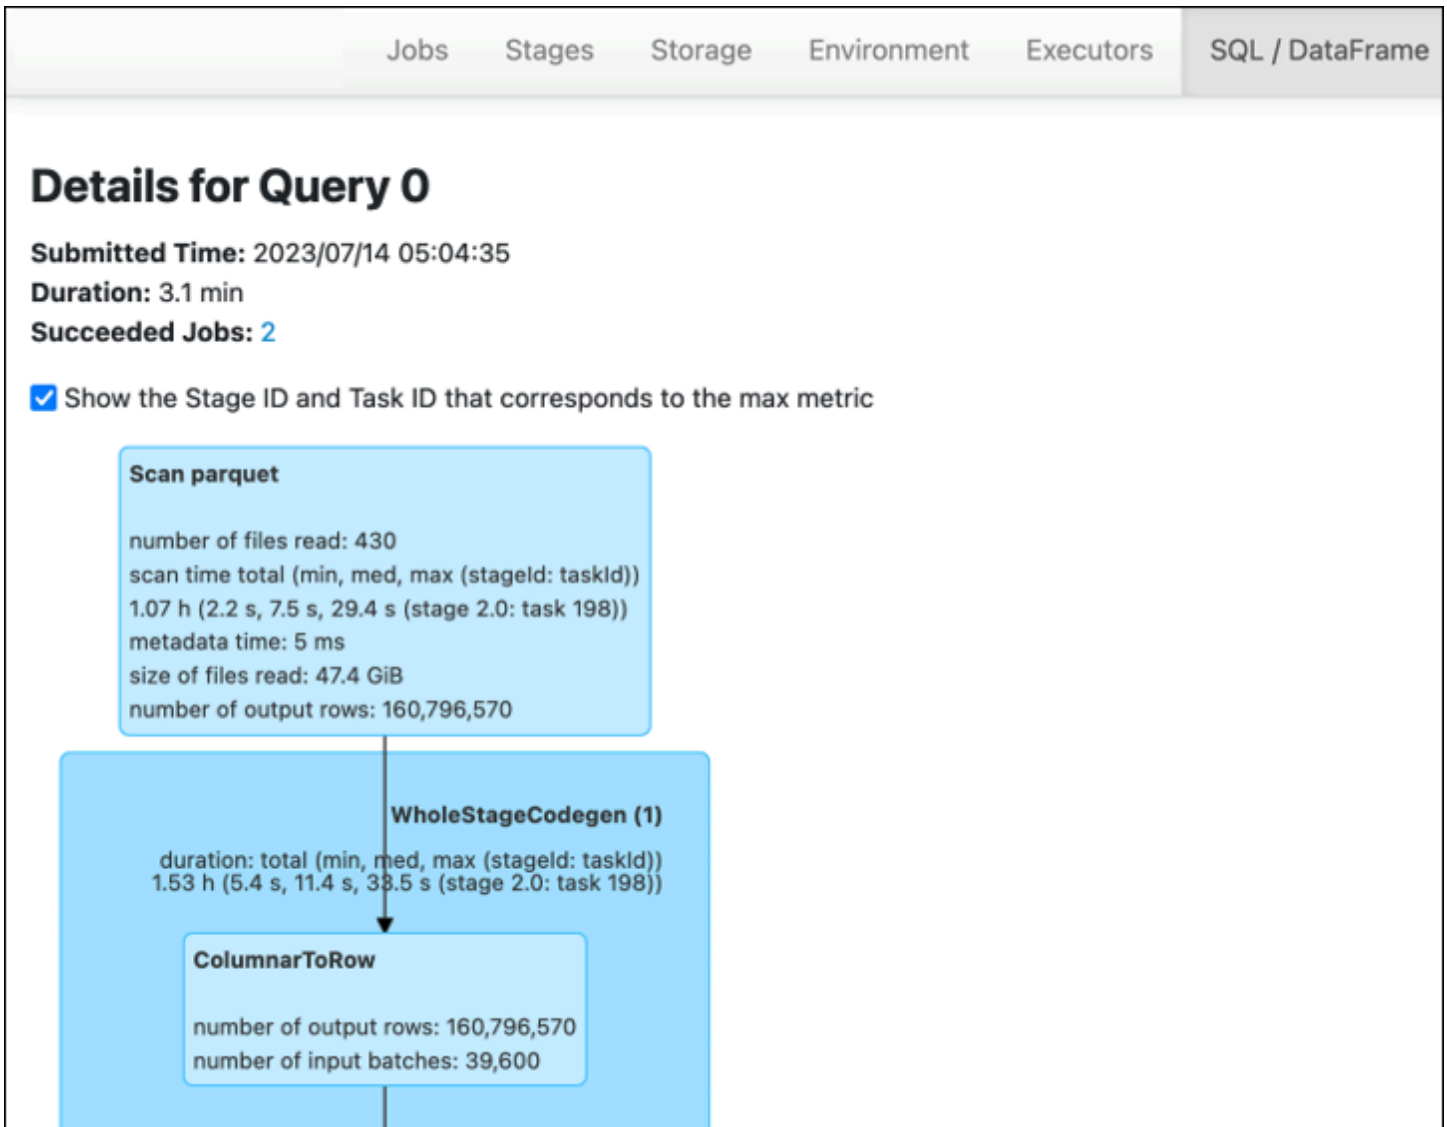 Jobs Stages Storage Environment Executors SQL / DataFrame
Details for Query 0
Submitted Time: 2023/07/14 05:04:35
Duration: 3.1 min
Succeeded Jobs: 2
Show the Stage ID and Task ID that corresponds to the max metric
Scan parquet
number of files read: 430
scan time total (min, med, max (stageId: taskId))
1.07 h (2.2 s, 7.5 s, 29.4 s (stage 2.0: task 198))
metadata time: 5 ms
size of files read: 47.4 GiB
number of output rows: 160,796,570
WholeStageCodegen (1)
duration: total (min, med, max (stageId: taskId))
1.53 h (5.4 s, 11.4 s, 33.5 s (stage 2.0: task 198))
ColumnarToRow
number of output rows: 160,796,570
number of input batches: 39,600